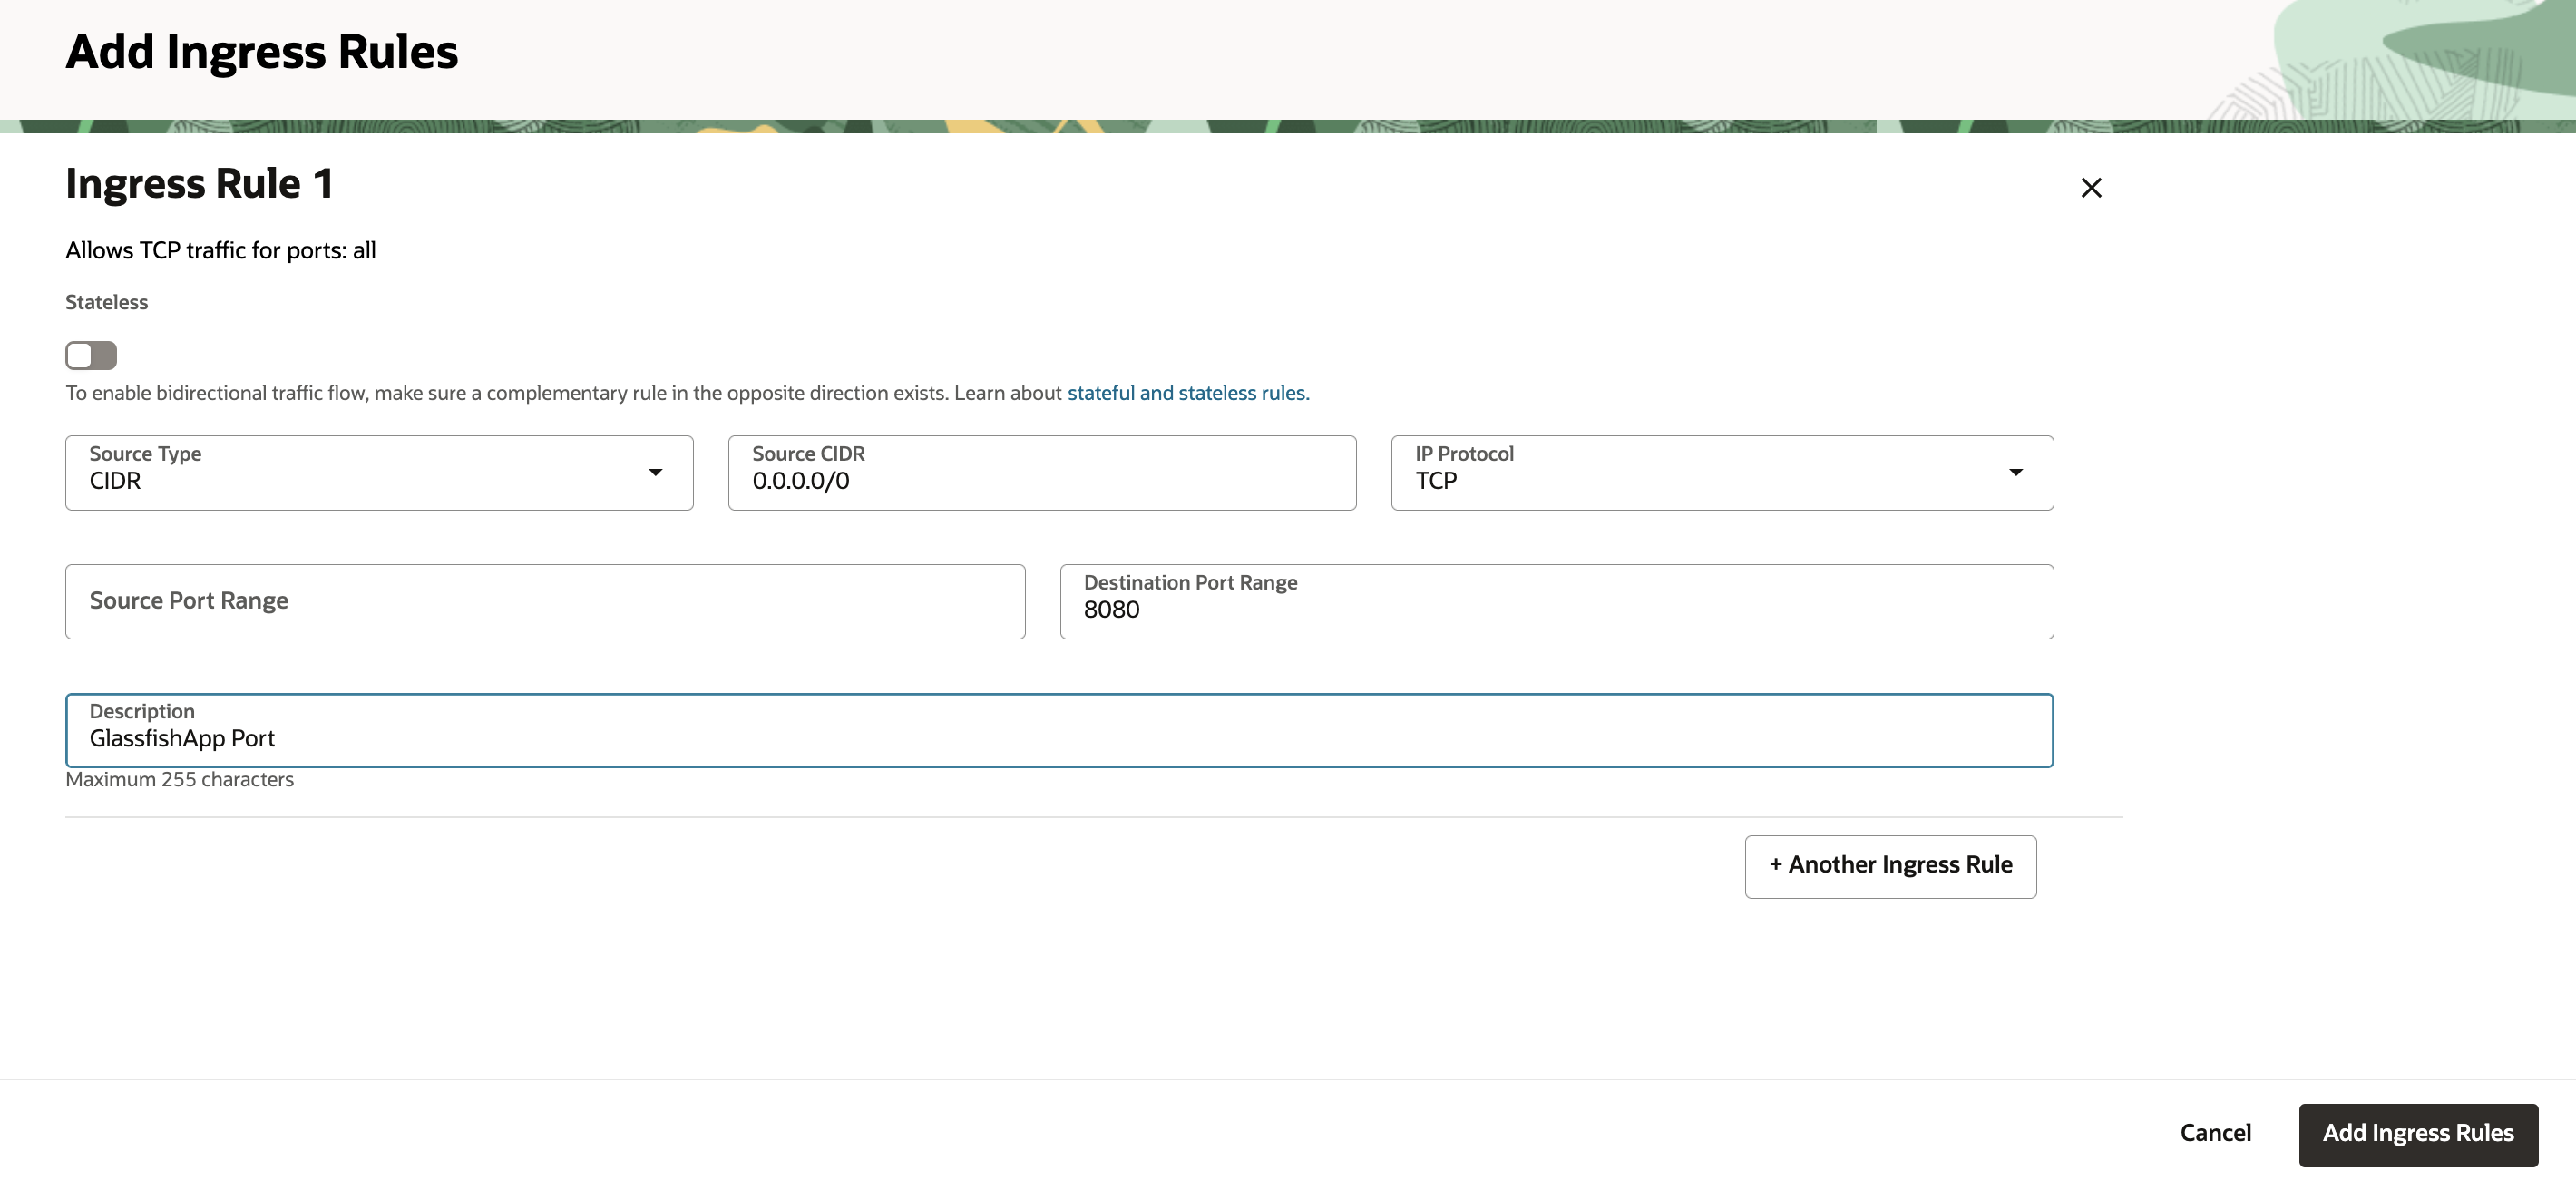 Add Ingress Rules
Ingress Rule 1
Allows TCP traffic for ports: all
Stateless
To enable bidirectional traffic flow, make sure a complementary rule in the opposite direction exists. Learn about stateful and stateless rules.
Source Type
CIDR
Source CIDR
0.0.0.0/0
IP Protocol
TCP
Source Port Range
Destination Port Range
8080
Description
GlassfishApp Port
Maximum 255 characters
+ Another Ingress Rule
Cancel
Add Ingress Rules